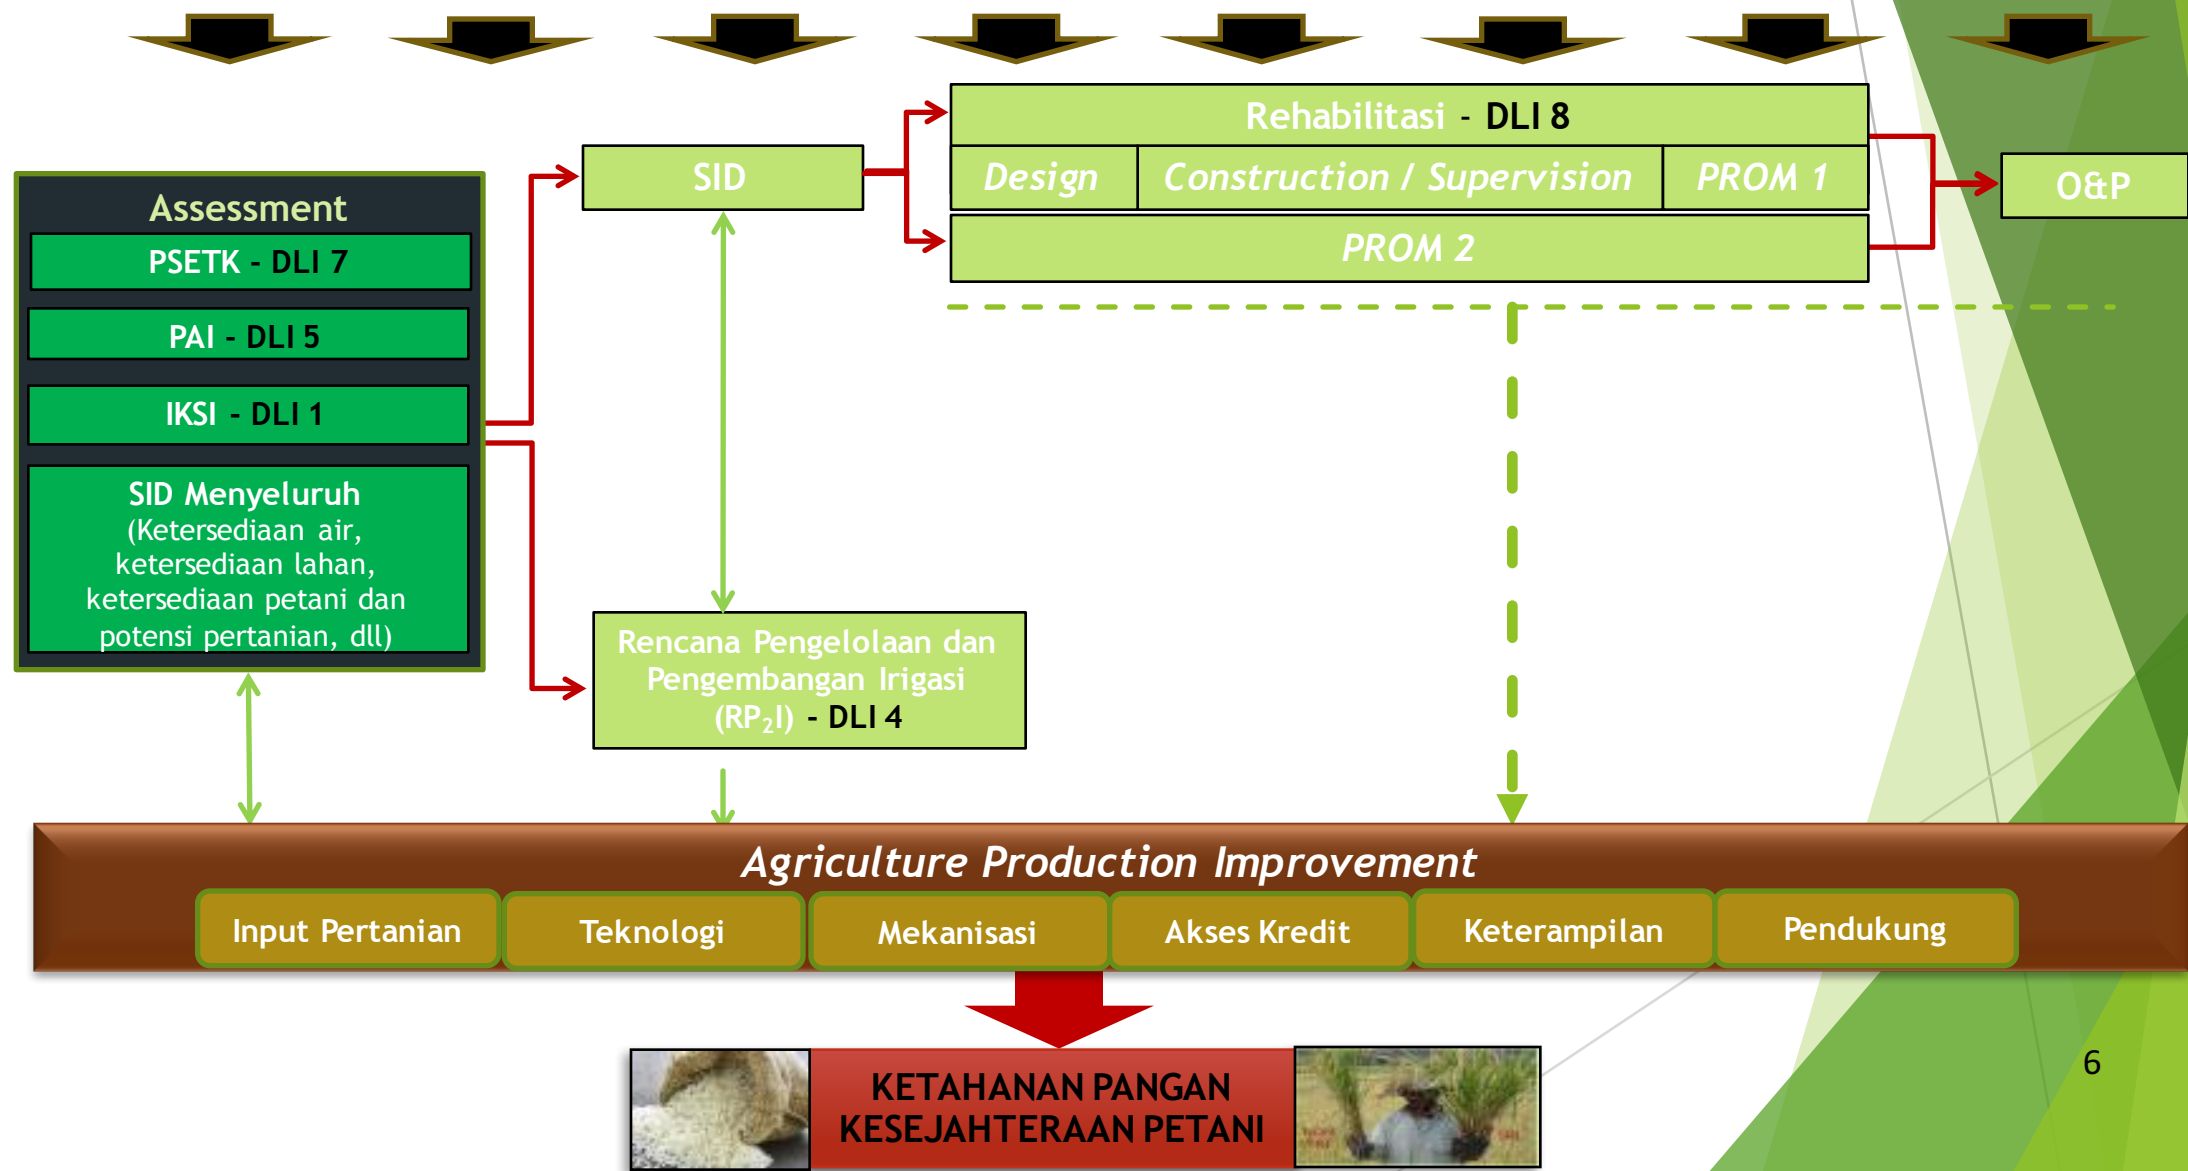 Rehabilitasi - DLI 8
SID
Design
Construction / Supervision
PROM 1
O&P
PROM 2
Assessment
PSETK - DLI 7
PAI - DLI 5
IKSI - DLI 1
SID Menyeluruh
(Ketersediaan air,
ketersediaan lahan,
ketersediaan petani dan
potensi pertanian, dll)
Rencana Pengelolaan dan
Pengembangan Irigasi
(RP₂I) - DLI 4
Agriculture Production Improvement
Input Pertanian
Teknologi
Mekanisasi
Akses Kredit
Keterampilan
Pendukung
KETAHANAN PANGAN
KESEJAHTERAAN PETANI
6